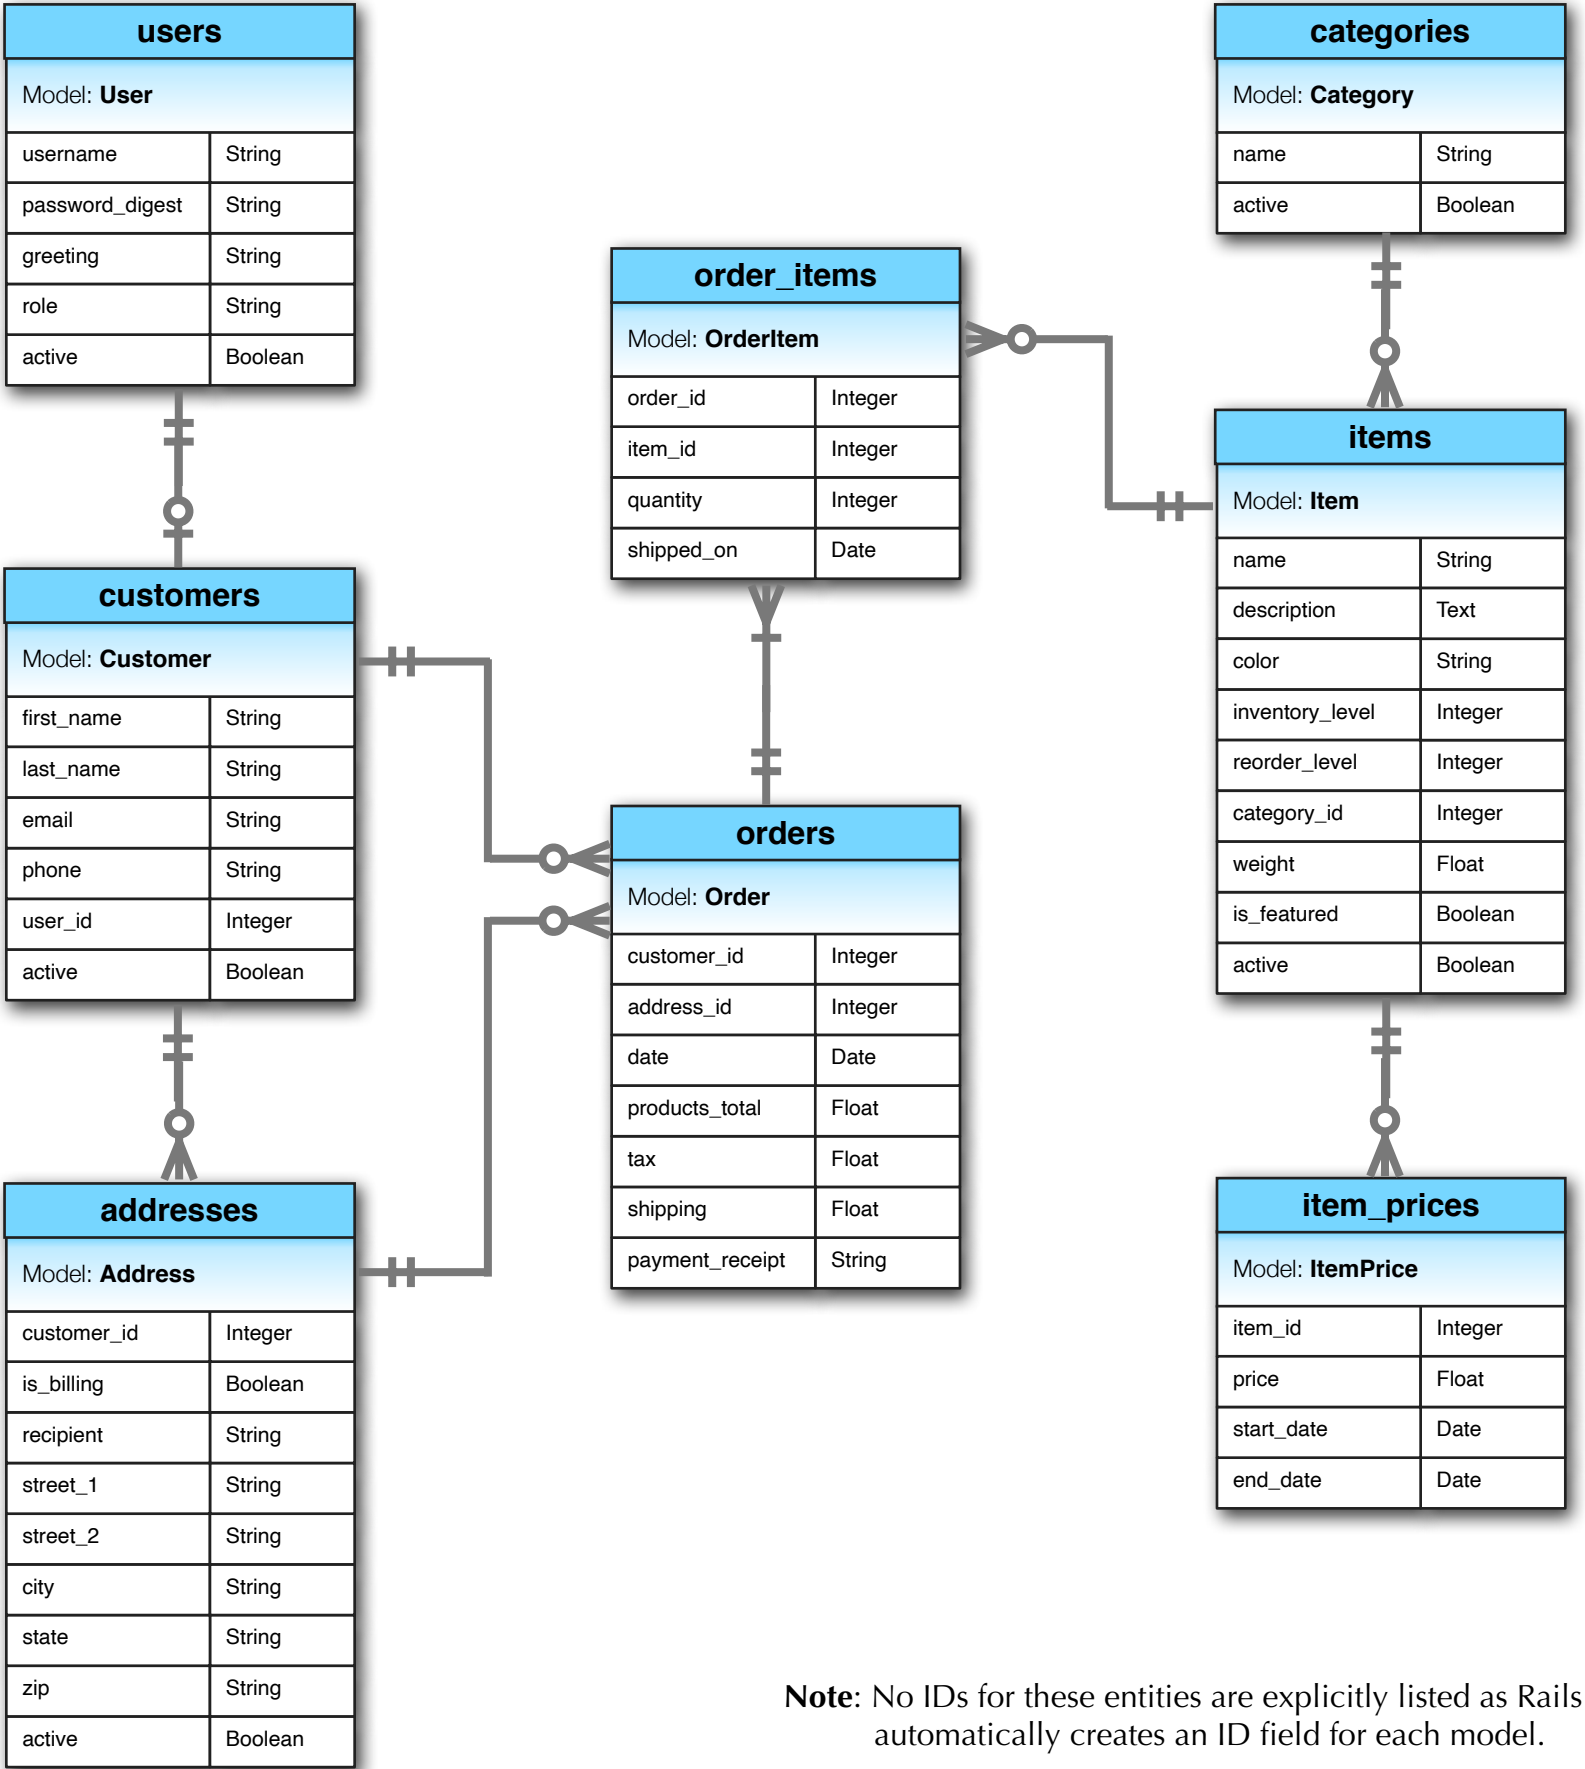 users
Model: User
username String
password_digest String
greeting String
role String
active Boolean
customers
Model: Customer
first_name String
last_name String
email String
phone String
user_id Integer
active Boolean
addresses
Model: Address
customer_id Integer
is_billing Boolean
recipient String
street_1 String
street_2 String
city String
state String
zip String
active Boolean
order_items
Model: OrderItem
order_id Integer
item_id Integer
quantity Integer
shipped_on Date
orders
Model: Order
customer_id Integer
address_id Integer
date Date
products_total Float
tax Float
shipping Float
payment_receipt String
categories
Model: Category
name String
active Boolean
items
Model: Item
name String
description Text
color String
inventory_level Integer
reorder_level Integer
category_id Integer
weight Float
is_featured Boolean
active Boolean
item_prices
Model: ItemPrice
item_id Integer
price Float
start_date Date
end_date Date
Note: No IDs for these entities are explicitly listed as Rails
automatically creates an ID field for each model.